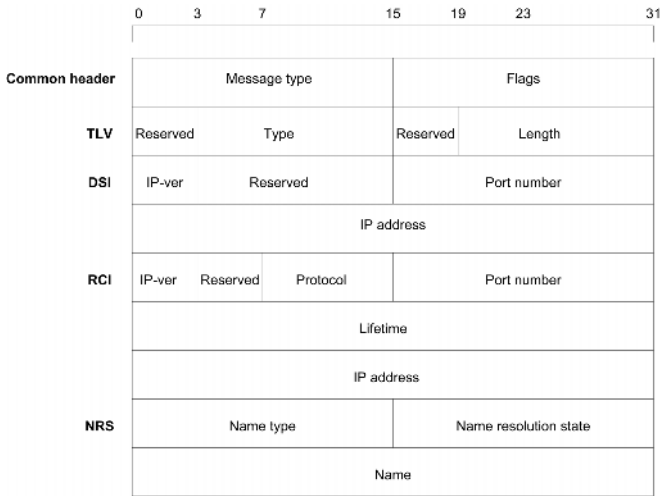 0 3 7 15 19 23 31
Common header Message type Flags
TLV Reserved Type Reserved Length
DSI IP-ver Reserved Port number
IP address
RCI IP-ver Reserved Protocol Port number
Lifetime
IP address
NRS Name type Name resolution state
Name